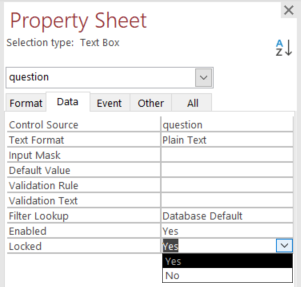 Property Sheet
Selection type: Text Box
A
Z
question
Format Data Event Other All
Control Source question
Text Format Plain Text
Input Mask
Default Value
Validation Rule
Validation Text
Filter Lookup Database Default
Enabled Yes
Locked Yes
Yes
No